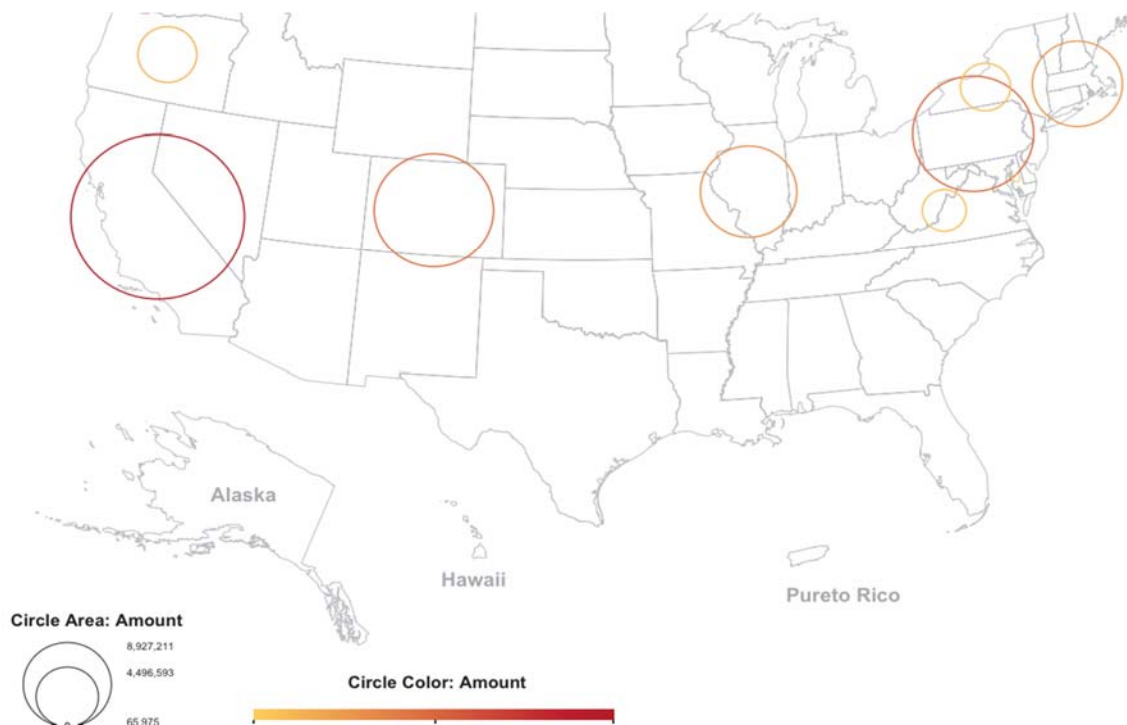 Alaska
Hawaii
Pureto Rico
Circle Area: Amount
8,927,211
4,496,593
65,975
Circle Color: Amount